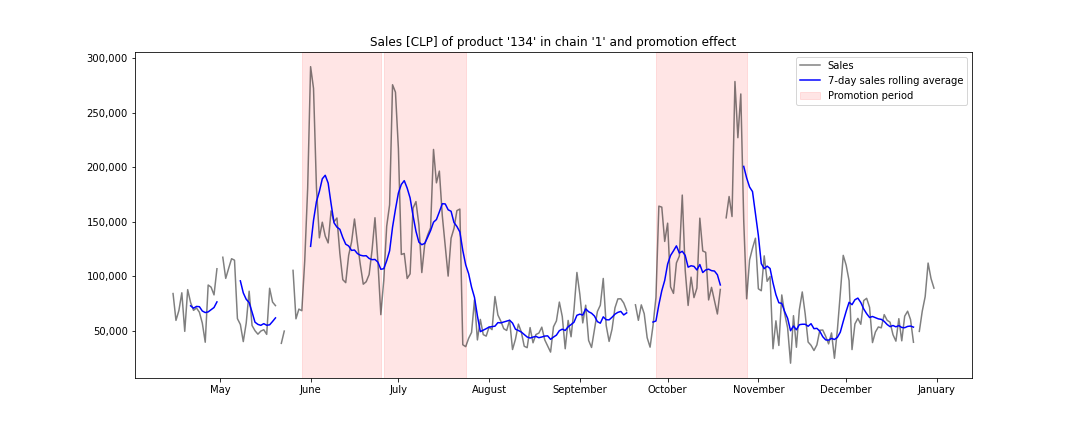 Sales [CLP] of product '134' in chain '1' and promotion effect
300,000
250,000
200,000
150,000
100,000
50,000
Sales
7-day sales rolling average
Promotion period
May June July August September October November December January